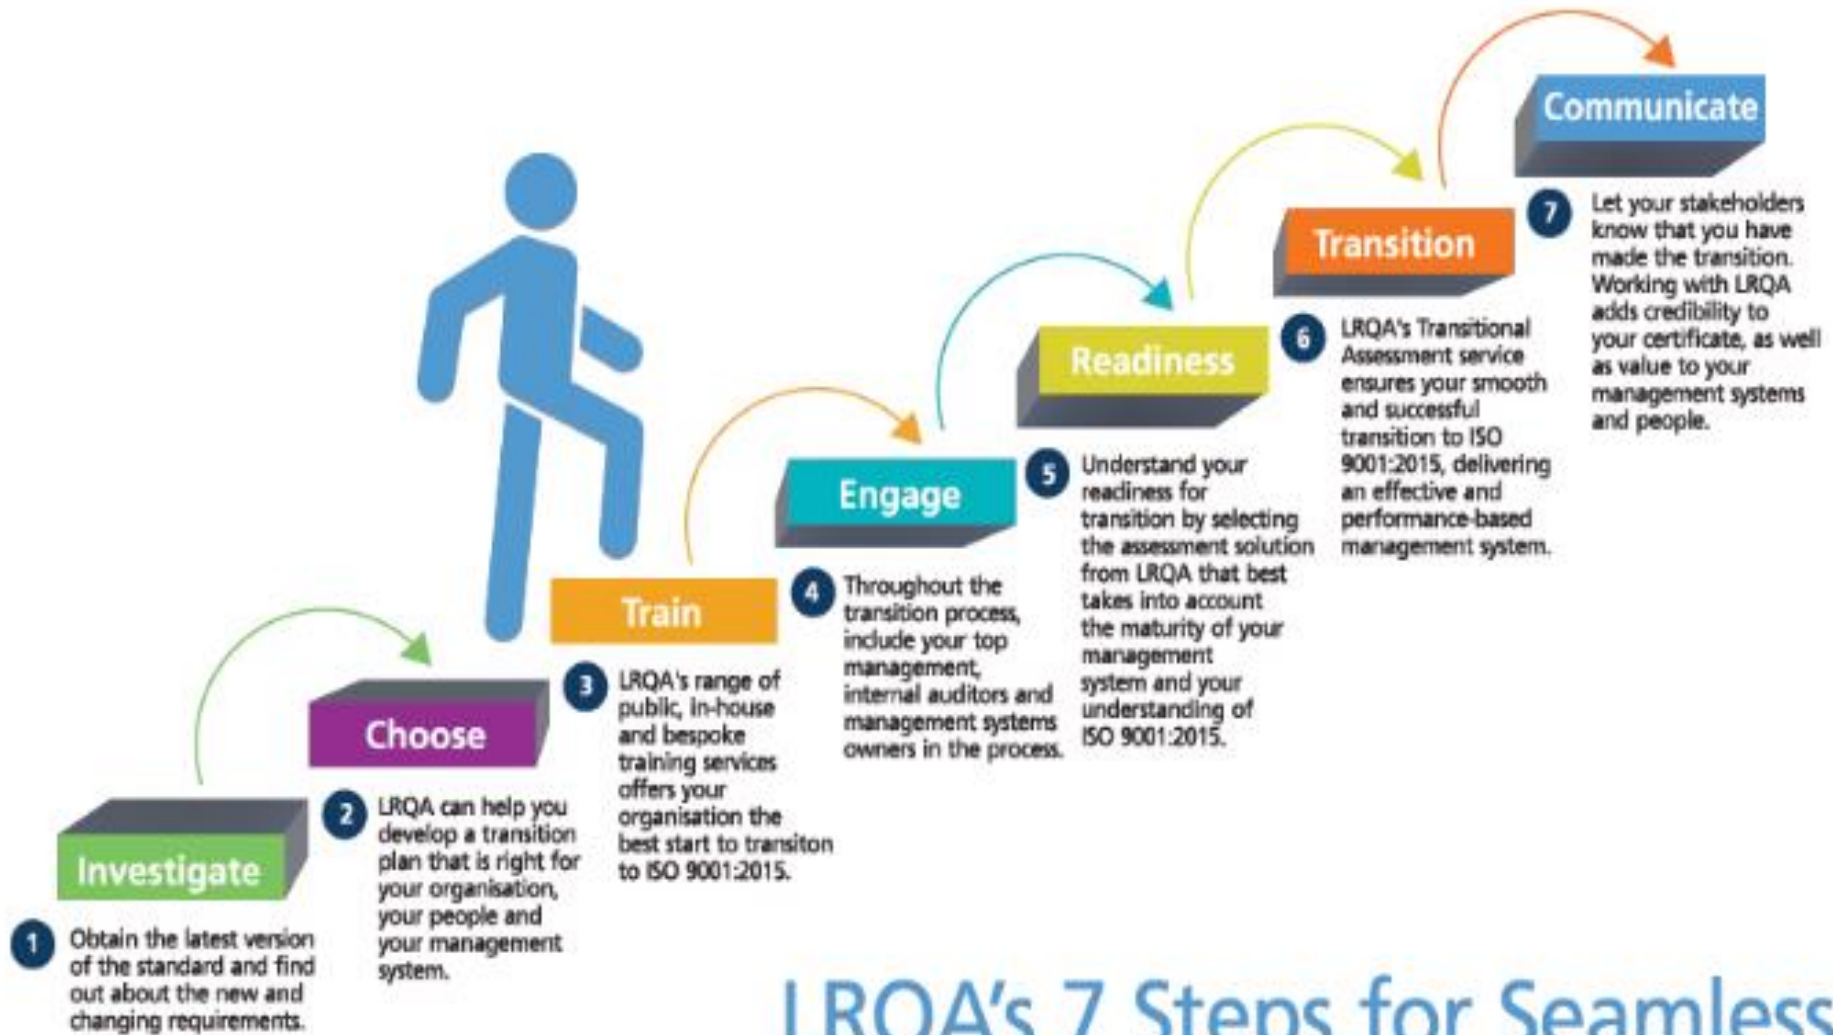 Investigate
1
Obtain the latest version
of the standard and find
out about the new and
changing requirements.
Choose
2
LRQA can help you
develop a transition
plan that is right for
your organisation,
your people and
your management
system.
Train
3
LRQA's range of
public, in-house
and bespoke
training services
offers your
organisation the
best start to transiton
to ISO 9001:2015.
Engage
4
Throughout the
transition process,
include your top
management,
internal auditors and
management systems
owners in the process.
Readiness
5
Understand your
readiness for
transition by selecting
the assessment solution
from LRQA that best
takes into account
the maturity of your
management
system and your
understanding of
ISO 9001:2015.
Transition
6
LRQA's Transitional
Assessment service
ensures your smooth
and successful
transition to ISO
9001:2015, delivering
an effective and
performance-based
management system.
Communicate
7
Let your stakeholders
know that you have
made the transition.
Working with LRQA
adds credibility to
your certificate, as well
as value to your
management systems
and people.
LRQA's 7 Steps for Seamless